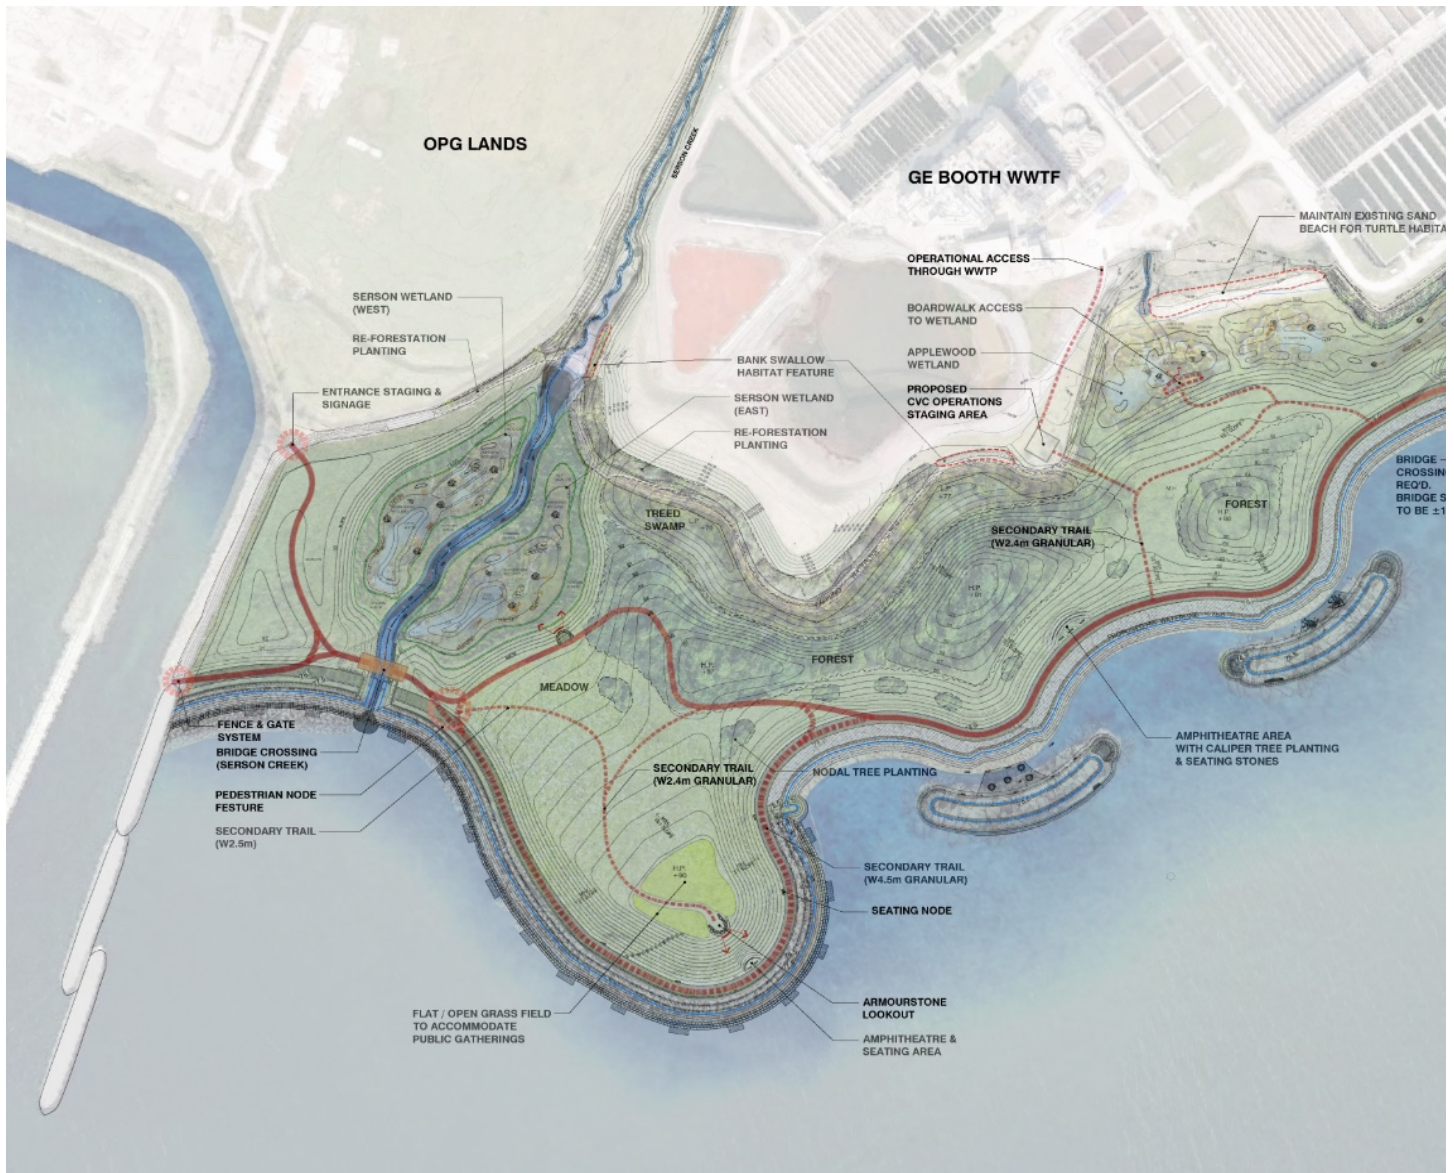 OPG LANDS
SERSON CREEK
GE BOOTH WWTF
MAINTAIN EXISTING SAND
BEACH FOR TURTLE HABITA
OPERATIONAL ACCESS
THROUGH WWTP
SERSON WETLAND
(WEST)
BOARDWALK ACCESS
TO WETLAND
RE-FORESTATION
PLANTING
BANK SWALLOW
HABITAT FEATURE
APPLEWOOD
WETLAND
ENTRANCE STAGING &
SIGNAGE
SERSON WETLAND
(EAST)
PROPOSED
CVC OPERATIONS
STAGING AREA
RE-FORESTATION
PLANTING
BRIDGE –
CROSSIN
REQ'D.
BRIDGE S
TO BE ±1
TREED
SWAMP
FOREST
SECONDARY TRAIL
(W2.4m GRANULAR)
H.P.
FOREST
MEADOW
FENCE & GATE
SYSTEM
BRIDGE CROSSING
(SERSON CREEK)
AMPHITHEATRE AREA
WITH CALIPER TREE PLANTING
& SEATING STONES
SECONDARY TRAIL
(W2.4m GRANULAR)
NODAL TREE PLANTING
PEDESTRIAN NODE
FESTURE
SECONDARY TRAIL
(W2.5m)
H.P.
+90
SECONDARY TRAIL
(W4.5m GRANULAR)
SEATING NODE
FLAT / OPEN GRASS FIELD
TO ACCOMMODATE
PUBLIC GATHERINGS
ARMOURSTONE
LOOKOUT
AMPHITHEATRE &
SEATING AREA